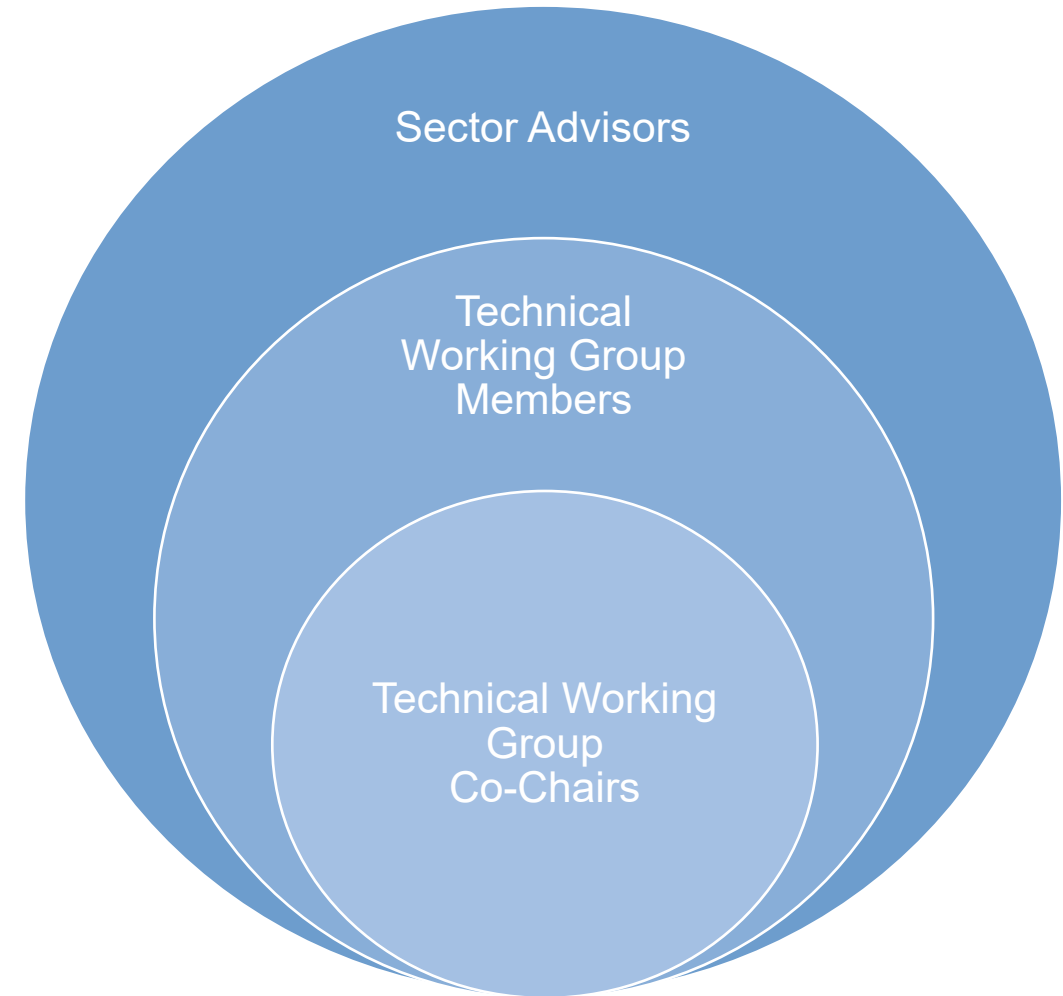 Sector Advisors
Technical
Working Group
Members
Technical Working
Group
Co-Chairs